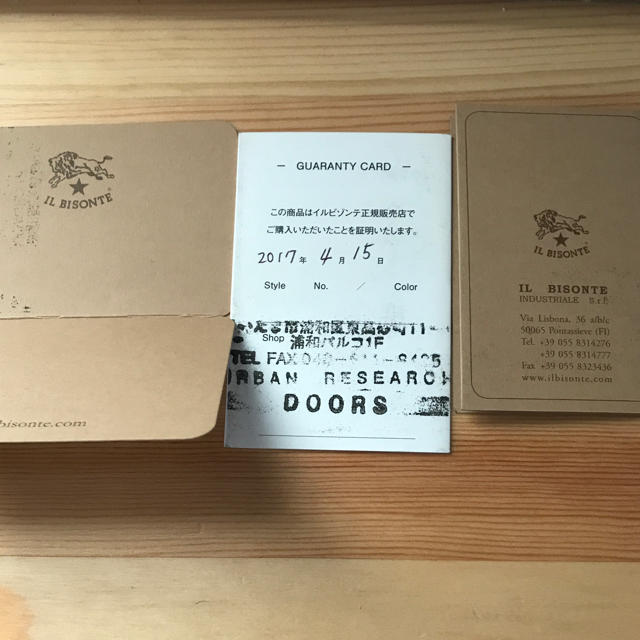 IL BISONTE
bisonte.com
— GUARANTY CARD —
この商品はイルビゾンテ正規販売店で
ご購入いただいたことを証明いたします。
2017年 4月 15日
Style No. / Color
Shop
浦和パルコ1F
TEL FAX
URBAN RESEARCH
DOORS
IL BISONTE
IL BISONTE
INDUSTRIALE S.r.l.
Via Lisbona, 36 a/b/c
50065 Pontassieve (FI)
Tel. +39 055 8314276
+39 055 8314777
Fax +39 055 8323436
www.ilbisonte.com